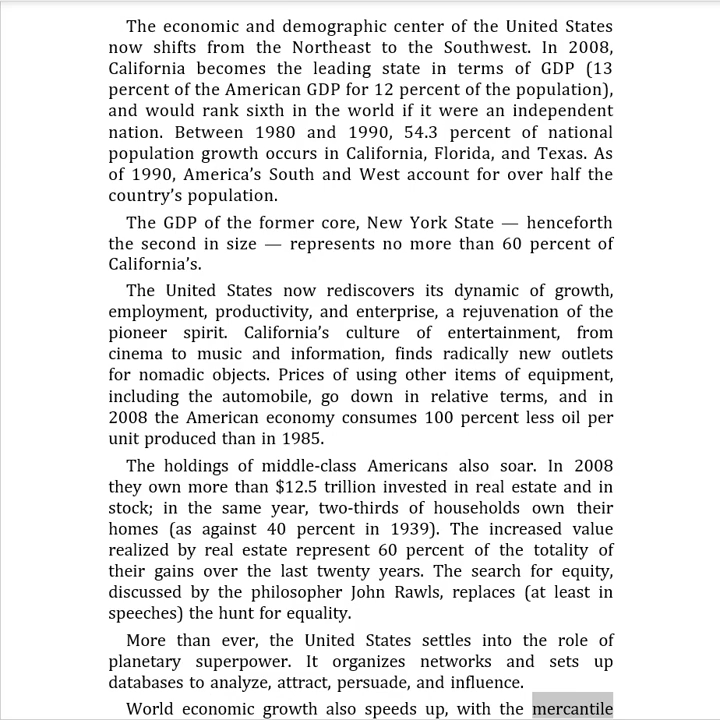 The economic and demographic center of the United States
now shifts from the Northeast to the Southwest. In 2008,
California becomes the leading state in terms of GDP (13
percent of the American GDP for 12 percent of the population),
and would rank sixth in the world if it were an independent
nation. Between 1980 and 1990, 54.3 percent of national
population growth occurs in California, Florida, and Texas. As
of 1990, America’s South and West account for over half the
country’s population.
The GDP of the former core, New York State — henceforth
the second in size — represents no more than 60 percent of
California’s.
The United States now rediscovers its dynamic of growth,
employment, productivity, and enterprise, a rejuvenation of the
pioneer spirit. California’s culture of entertainment, from
cinema to music and information, finds radically new outlets
for nomadic objects. Prices of using other items of equipment,
including the automobile, go down in relative terms, and in
2008 the American economy consumes 100 percent less oil per
unit produced than in 1985.
The holdings of middle-class Americans also soar. In 2008
they own more than $12.5 trillion invested in real estate and in
stock; in the same year, two-thirds of households own their
homes (as against 40 percent in 1939). The increased value
realized by real estate represent 60 percent of the totality of
their gains over the last twenty years. The search for equity,
discussed by the philosopher John Rawls, replaces (at least in
speeches) the hunt for equality.
More than ever, the United States settles into the role of
planetary superpower. It organizes networks and sets up
databases to analyze, attract, persuade, and influence.
World economic growth also speeds up, with the mercantile